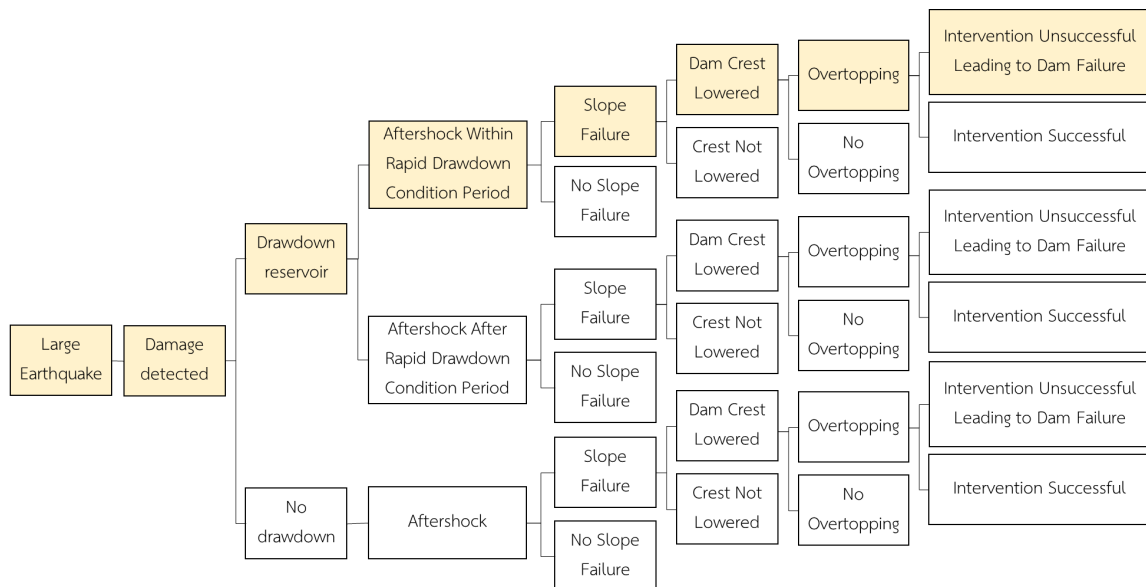 Large
Earthquake
Damage
detected
Drawdown
reservoir
No
drawdown
Aftershock Within
Rapid Drawdown
Condition Period
Aftershock After
Rapid Drawdown
Condition Period
Aftershock
Slope
Failure
No Slope
Failure
Slope
Failure
No Slope
Failure
Slope
Failure
No Slope
Failure
Dam Crest
Lowered
Crest Not
Lowered
Dam Crest
Lowered
Crest Not
Lowered
Dam Crest
Lowered
Crest Not
Lowered
Overtopping
No
Overtopping
Overtopping
No
Overtopping
Overtopping
No
Overtopping
Intervention Unsuccessful
Leading to Dam Failure
Intervention Successful
Intervention Unsuccessful
Leading to Dam Failure
Intervention Successful
Intervention Unsuccessful
Leading to Dam Failure
Intervention Successful